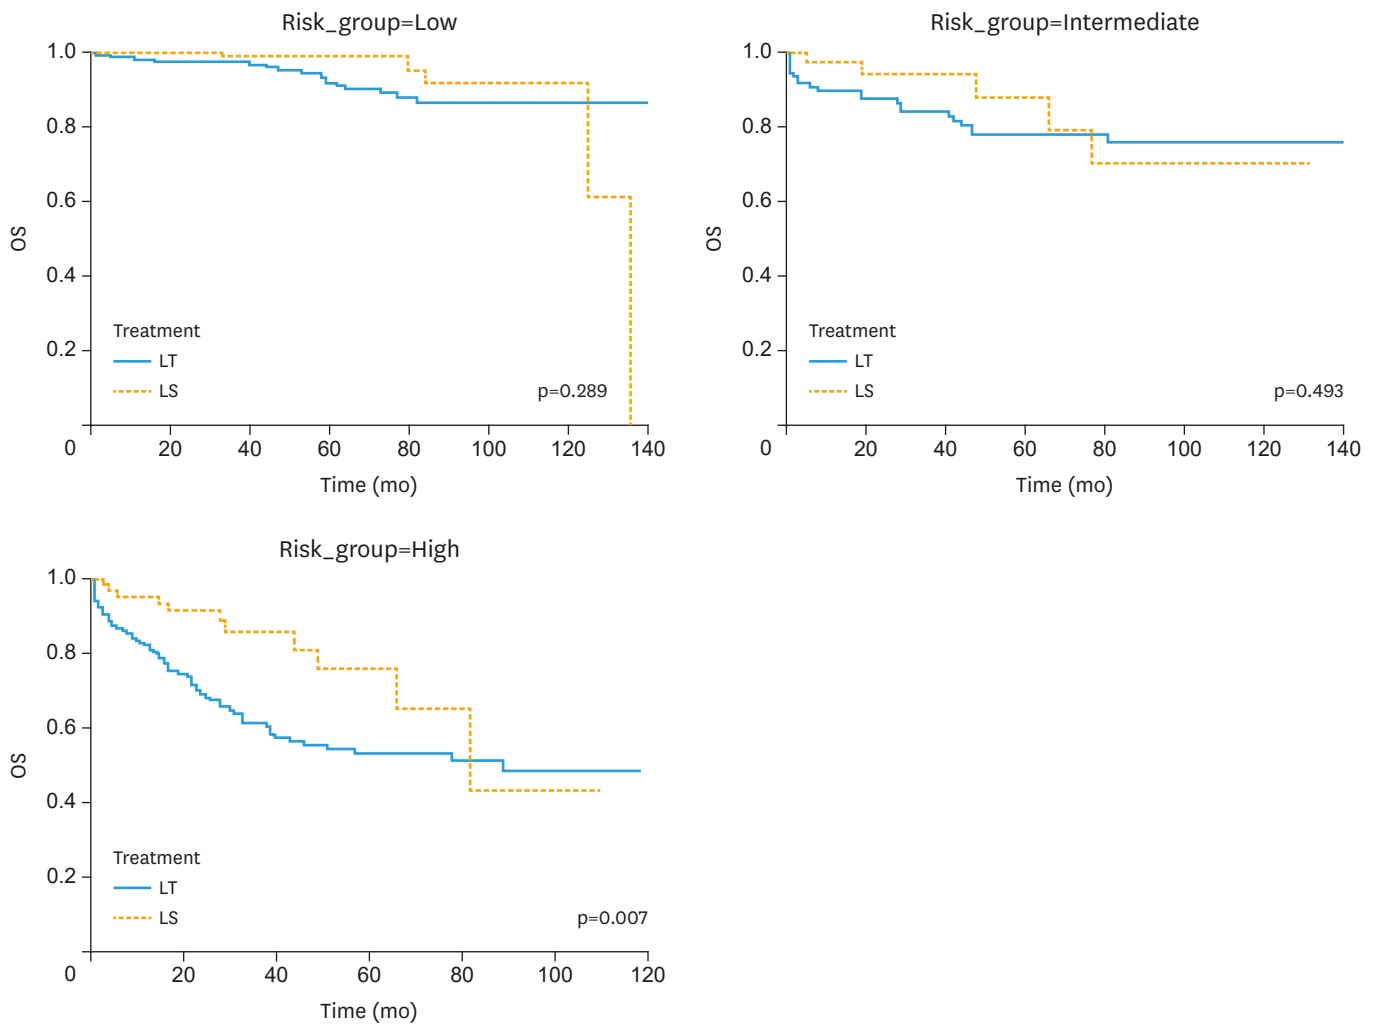 Risk_group=Low
1.0
0.8
0.6
0.4
0.2
0
OS
Treatment
LT
LS
p=0.289
20 40 60 80 100 120 140
Time (mo)
Risk_group=Intermediate
1.0
0.8
0.6
0.4
0.2
0
OS
Treatment
LT
LS
p=0.493
20 40 60 80 100 120 140
Time (mo)
Risk_group=High
1.0
0.8
0.6
0.4
0.2
0
OS
Treatment
LT
LS
p=0.007
20 40 60 80 100 120
Time (mo)